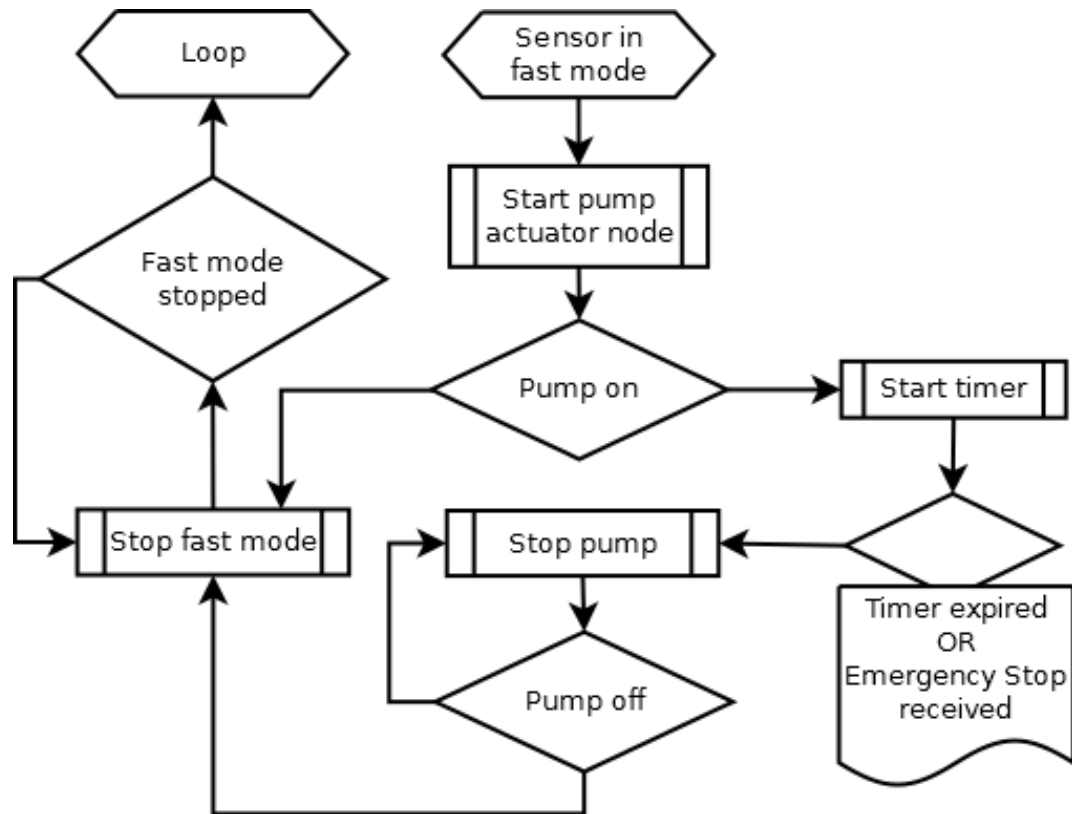 Loop
Sensor in
fast mode
Start pump
actuator node
Fast mode
stopped
Pump on
Start timer
Stop fast mode
Stop pump
Timer expired
OR
Emergency Stop
received
Pump off